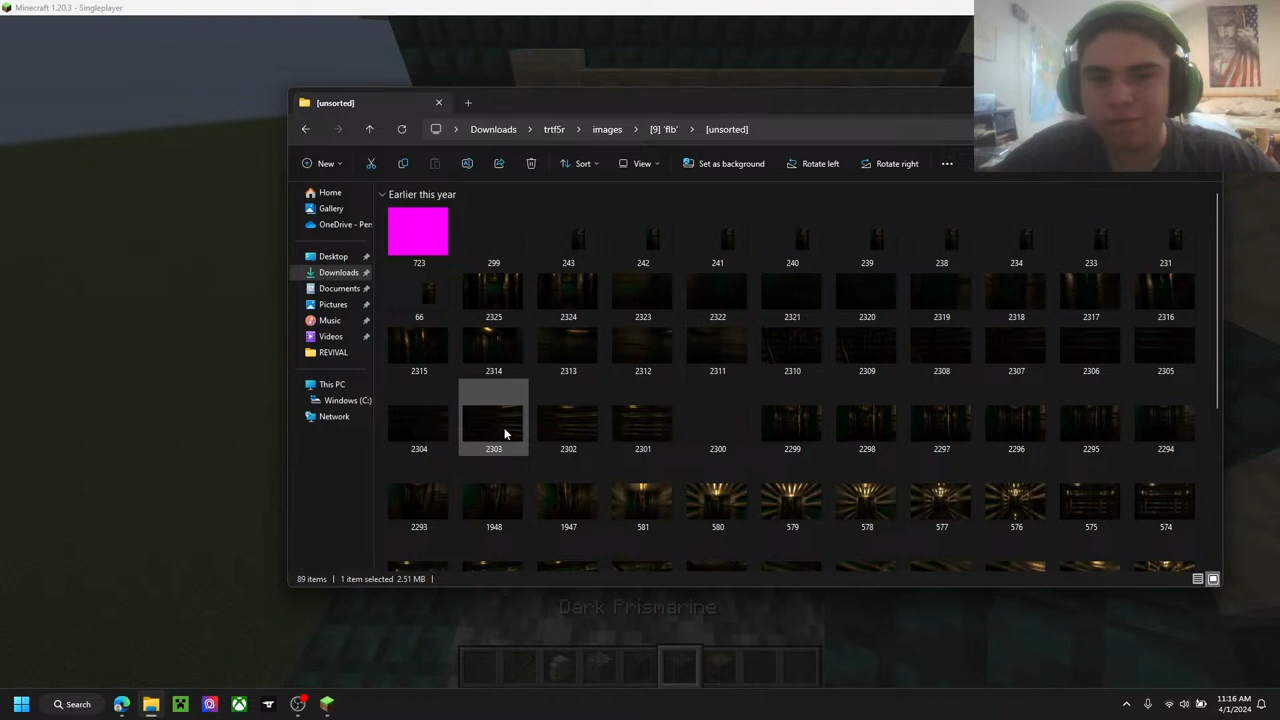 Minecraft 1.20.3 - Singleplayer
[unsorted]
Downloads
trtf5r
images
[9] 'flb'
[unsorted]
New
Sort
View
Set as background
Rotate left
Rotate right
Home
Gallery
OneDrive - Pers
Desktop
Downloads
Documents
Pictures
Music
Videos
REVIVAL
This PC
Windows (C:)
Network
Earlier this year
723 299 243 242 241 240 239 238 234 233 231
66 2325 2324 2323 2322 2321 2320 2319 2318 2317 2316
2315 2314 2313 2312 2311 2310 2309 2308 2307 2306 2305
2304 2303 2302 2301 2300 2299 2298 2297 2296 2295 2294
2293 1948 1947 581 580 579 578 577 576 575 574
89 items 1 item selected 2.51 MB
Dark Prismarine
Search
11:16 AM
4/1/2024